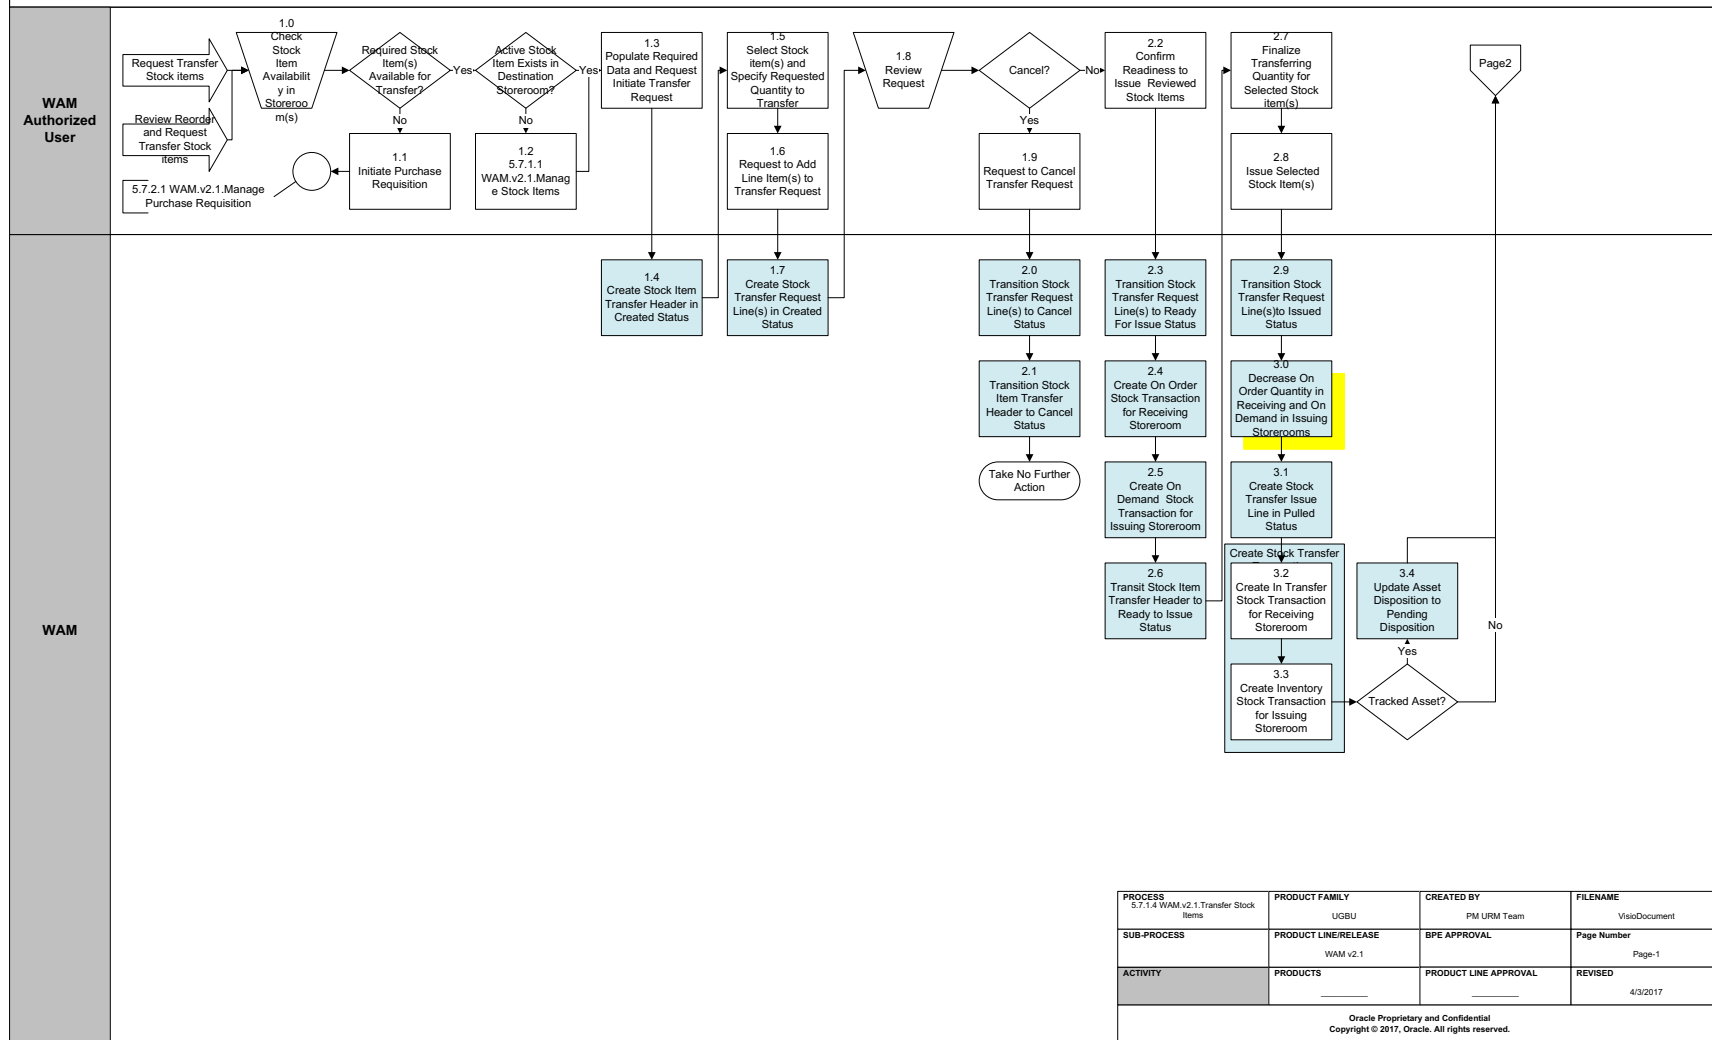 WAM
Authorized
User
Request Transfer
Stock items
Review Reorder
and Request
Transfer Stock
items
5.7.2.1 WAM.v2.1.Manage
Purchase Requisition
1.0
Check
Stock
Item
Availabilit
y in
Storeroo
m(s)
Required Stock
Item(s)
Available for
Transfer?
Yes
No
1.1
Initiate Purchase
Requisition
Active Stock
Item Exists in
Destination
Storeroom?
Yes
No
1.2
5.7.1.1
WAM.v2.1.Manag
e Stock Items
1.3
Populate Required
Data and Request
Initiate Transfer
Request
1.5
Select Stock
item(s) and
Specify Requested
Quantity to
Transfer
1.6
Request to Add
Line Item(s) to
Transfer Request
1.8
Review
Request
Cancel?
No
Yes
1.9
Request to Cancel
Transfer Request
2.2
Confirm
Readiness to
Issue  Reviewed
Stock Items
2.7
Finalize
Transferring
Quantity for
Selected Stock
item(s)
2.8
Issue Selected
Stock Item(s)
Page2
WAM
1.4
Create Stock Item
Transfer Header in
Created Status
1.7
Create Stock
Transfer Request
Line(s) in Created
Status
2.0
Transition Stock
Transfer Request
Line(s) to Cancel
Status
2.1
Transition Stock
Item Transfer
Header to Cancel
Status
Take No Further
Action
2.3
Transition Stock
Transfer Request
Line(s) to Ready
For Issue Status
2.4
Create On Order
Stock Transaction
for Receiving
Storeroom
2.5
Create On
Demand  Stock
Transaction for
Issuing Storeroom
2.6
Transit Stock Item
Transfer Header to
Ready to Issue
Status
2.9
Transition Stock
Transfer Request
Line(s)to Issued
Status
3.0
Decrease On
Order Quantity in
Receiving and On
Demand in Issuing
Storerooms
3.1
Create Stock
Transfer Issue
Line in Pulled
Status
Create Stock Transfer
3.2
Create In Transfer
Stock Transaction
for Receiving
Storeroom
3.3
Create Inventory
Stock Transaction
for Issuing
Storeroom
3.4
Update Asset
Disposition to
Pending
Disposition
Yes
Tracked Asset?
No
PROCESS
5.7.1.4 WAM.v2.1.Transfer Stock
Items
PRODUCT FAMILY
UGBU
CREATED BY
PM URM Team
FILENAME
VisioDocument
SUB-PROCESS
PRODUCT LINE/RELEASE
WAM v2.1
BPE APPROVAL
Page Number
Page-1
ACTIVITY
PRODUCTS
PRODUCT LINE APPROVAL
REVISED
4/3/2017
Oracle Proprietary and Confidential
Copyright © 2017, Oracle. All rights reserved.